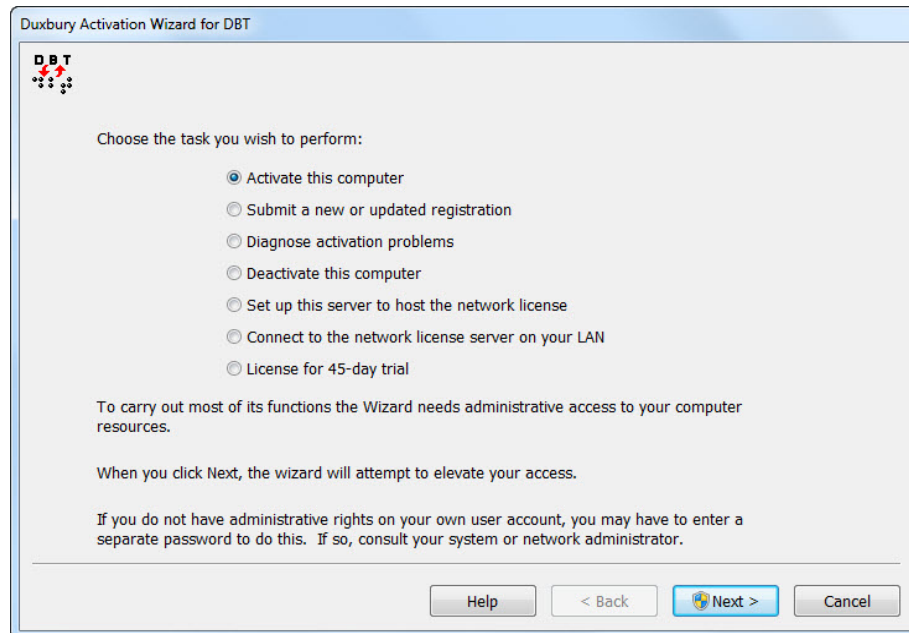 Duxbury Activation Wizard for DBT
DBT
Choose the task you wish to perform:
Activate this computer
Submit a new or updated registration
Diagnose activation problems
Deactivate this computer
Set up this server to host the network license
Connect to the network license server on your LAN
License for 45-day trial
To carry out most of its functions the Wizard needs administrative access to your computer
resources.
When you click Next, the wizard will attempt to elevate your access.
If you do not have administrative rights on your own user account, you may have to enter a
separate password to do this.  If so, consult your system or network administrator.
Help
< Back
Next >
Cancel